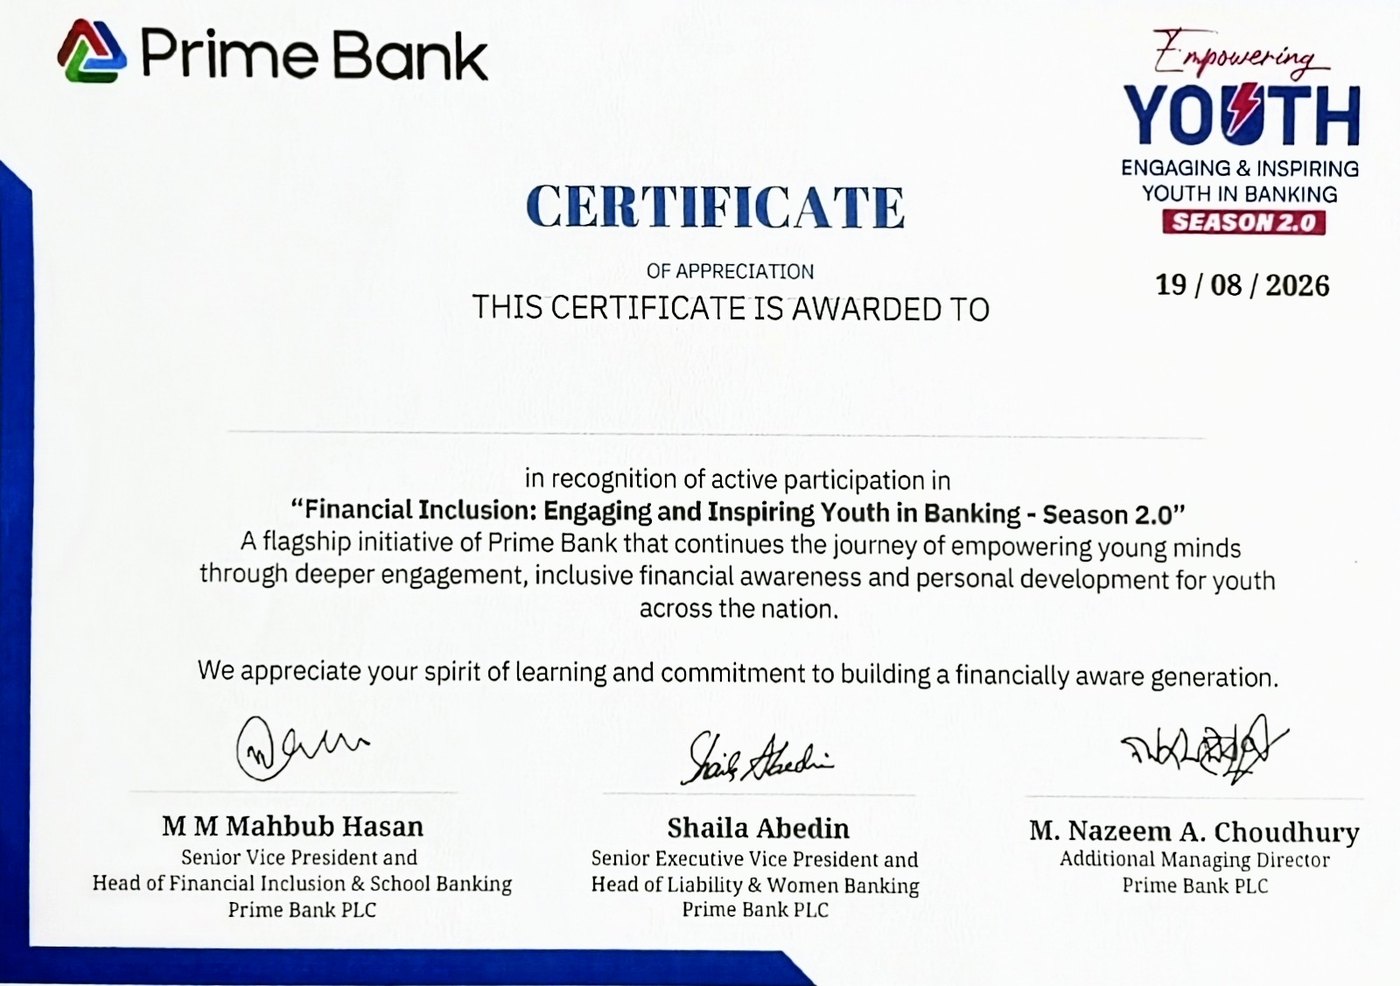 Prime Bank
Empowering
YOUTH
ENGAGING & INSPIRING
YOUTH IN BANKING
SEASON 2.0
19 / 08 / 2026
CERTIFICATE
OF APPRECIATION
THIS CERTIFICATE IS AWARDED TO
in recognition of active participation in
“Financial Inclusion: Engaging and Inspiring Youth in Banking - Season 2.0”
A flagship initiative of Prime Bank that continues the journey of empowering young minds
through deeper engagement, inclusive financial awareness and personal development for youth
across the nation.
We appreciate your spirit of learning and commitment to building a financially aware generation.
Shaila Abedin
M M Mahbub Hasan
Senior Vice President and
Head of Financial Inclusion & School Banking
Prime Bank PLC
Shaila Abedin
Senior Executive Vice President and
Head of Liability & Women Banking
Prime Bank PLC
M. Nazeem A. Choudhury
Additional Managing Director
Prime Bank PLC